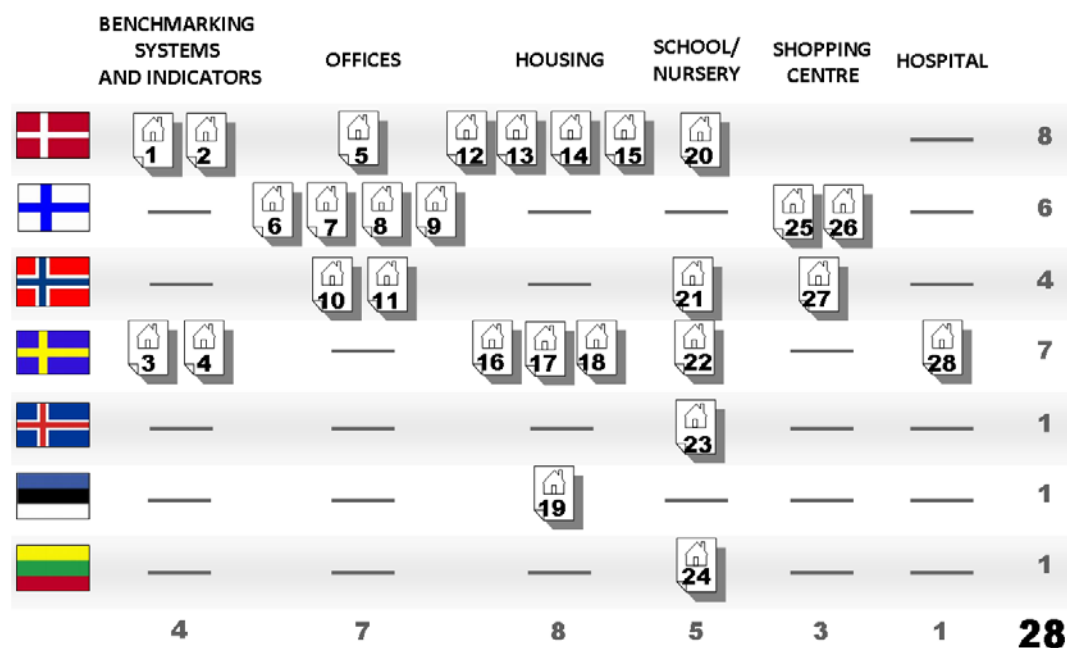 BENCHMARKING
SYSTEMS
AND INDICATORS
OFFICES
HOUSING
SCHOOL/
NURSERY
SHOPPING
CENTRE
HOSPITAL
1 2 5 12 13 14 15 20 — 8
— 6 7 8 9 — — 25 26 — 6
— 10 11 21 27 — 4
3 4 — 16 17 18 22 — 28 7
— — — 23 — — 1
— — 19 — — — 1
— — — 24 — — 1
4 7 8 5 3 1 28